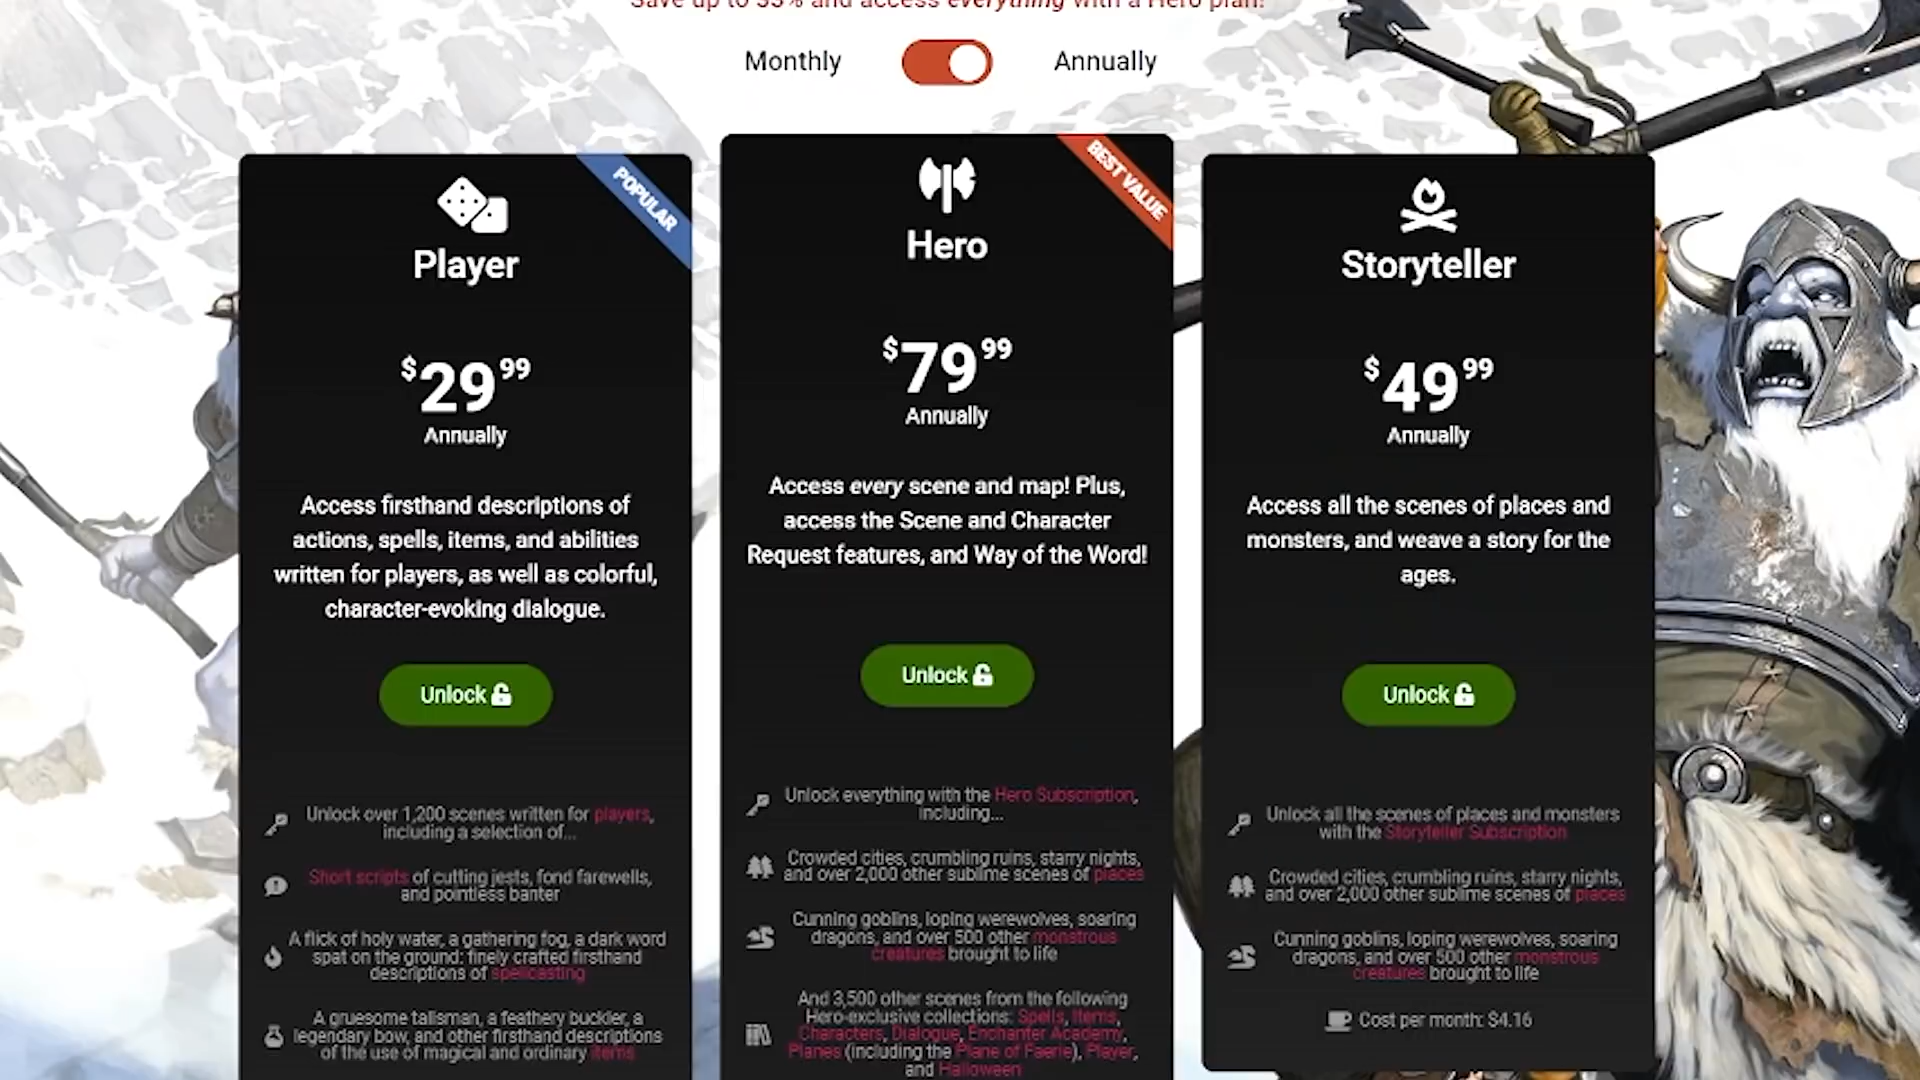 Save up to 33% and access everything with a Hero plan!
Monthly
Annually
POPULAR
Player
$29.99
Annually
Access firsthand descriptions of
actions, spells, items, and abilities
written for players, as well as colorful,
character-evoking dialogue.
Unlock
Unlock over 1,200 scenes written for players,
including a selection of...
Short scripts of cutting jests, fond farewells,
and pointless banter
A flick of holy water, a gathering fog, a dark word
spat on the ground: finely crafted firsthand
descriptions of spellcasting
A gruesome talisman, a feathery buckler, a
legendary bow, and other firsthand descriptions
of the use of magical and ordinary items
BEST VALUE
Hero
$79.99
Annually
Access every scene and map! Plus,
access the Scene and Character
Request features, and Way of the Word!
Unlock
Unlock everything with the Hero Subscription,
including...
Crowded cities, crumbling ruins, starry nights,
and over 2,000 other sublime scenes of places
Cunning goblins, loping werewolves, soaring
dragons, and over 500 other monstrous
creatures brought to life
And 3,500 other scenes from the following
Hero-exclusive collections: Spells, Items,
Characters, Dialogue, Enchanter Academy,
Planes (including the Plane of Faerie), Player,
and Halloween
Storyteller
$49.99
Annually
Access all the scenes of places and
monsters, and weave a story for the
ages.
Unlock
Unlock all the scenes of places and monsters
with the Storyteller Subscription
Crowded cities, crumbling ruins, starry nights,
and over 2,000 other sublime scenes of places
Cunning goblins, loping werewolves, soaring
dragons, and over 500 other monstrous
creatures brought to life
Cost per month: $4.16